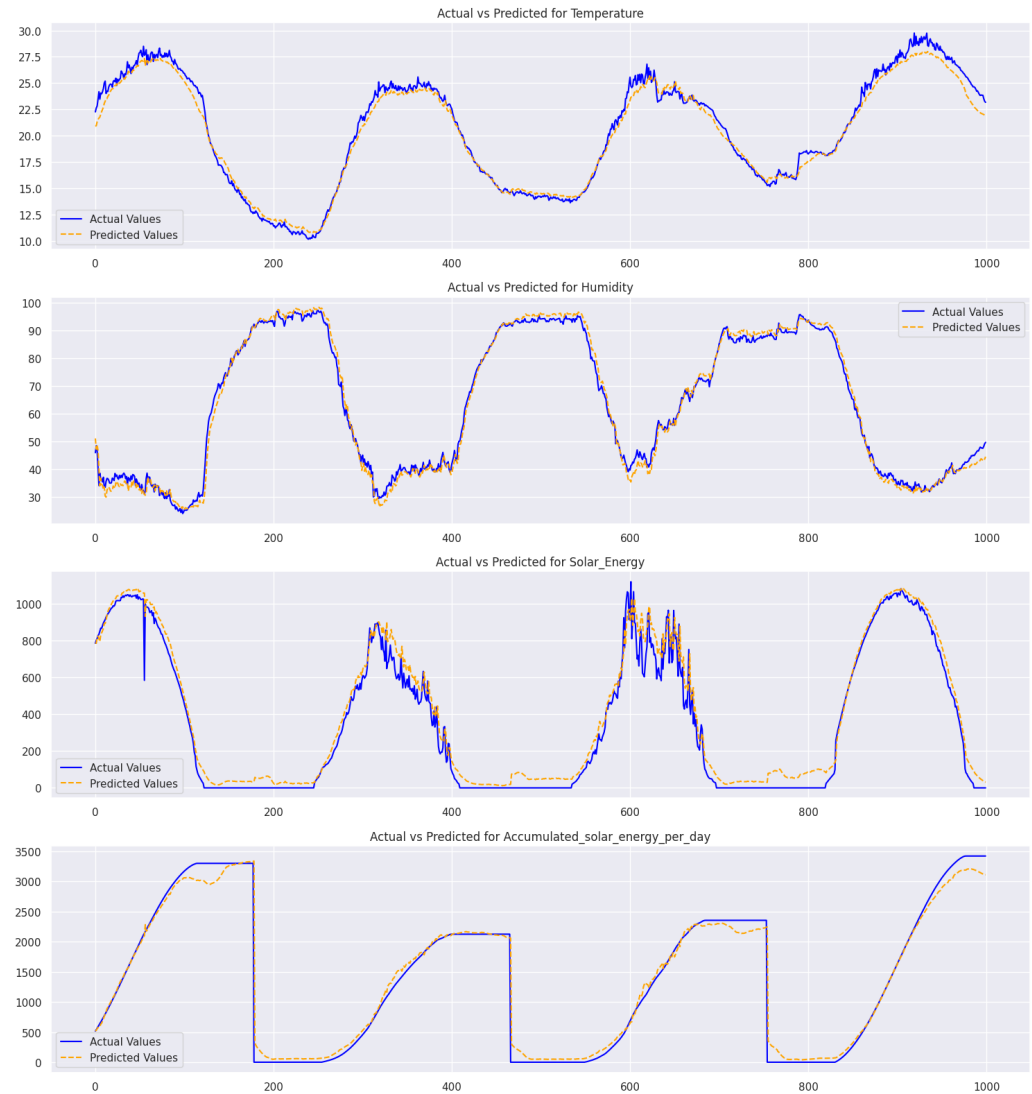 Actual vs Predicted for Temperature
30.0
27.5
25.0
22.5
20.0
17.5
15.0
12.5
10.0
Actual Values
Predicted Values
0 200 400 600 800 1000
Actual vs Predicted for Humidity
100
90
80
70
60
50
40
30
Actual Values
Predicted Values
0 200 400 600 800 1000
Actual vs Predicted for Solar_Energy
1000
800
600
400
200
0
Actual Values
Predicted Values
0 200 400 600 800 1000
Actual vs Predicted for Accumulated_solar_energy_per_day
3500
3000
2500
2000
1500
1000
500
0
Actual Values
Predicted Values
0 200 400 600 800 1000